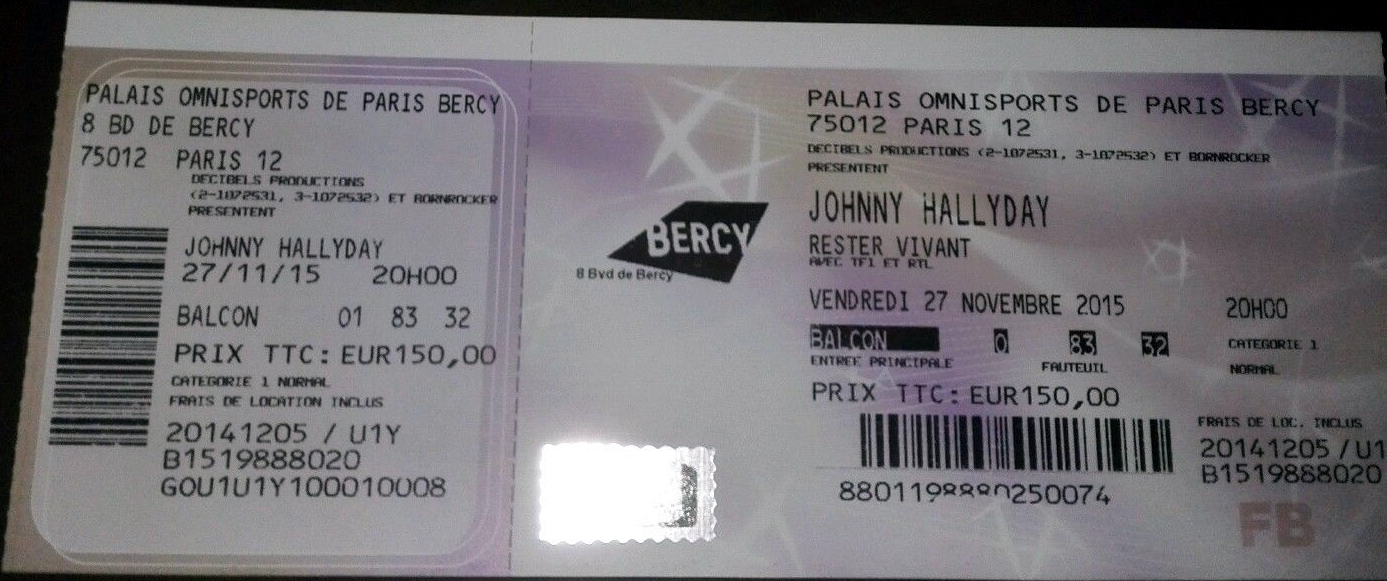 PALAIS OMNISPORTS DE PARIS BERCY
8 BD DE BERCY
75012 PARIS 12
DECIBELS PRODUCTIONS
(2-1072531, 3-1072532) ET BORNROCKER
PRESENTENT
JOHNNY HALLYDAY
27/11/15 20H00
BALCON 01 83 32
PRIX TTC: EUR150,00
CATEGORIE 1 NORMAL
FRAIS DE LOCATION INCLUS
20141205 / U1Y
B1519888020
GOU1U1Y100010008
BERCY
8 Bvd de Bercy
PALAIS OMNISPORTS DE PARIS BERCY
75012 PARIS 12
DECIBELS PRODUCTIONS (2-1072531, 3-1072532) ET BORNROCKER
PRESENTENT
JOHNNY HALLYDAY
RESTER VIVANT
AVEC TF1 ET RTL
VENDREDI 27 NOVEMBRE 2015 20H00
BALCON 0 83 32 CATEGORIE 1
ENTREE PRINCIPALE FAUTEUIL NORMAL
PRIX TTC: EUR150,00
FRAIS DE LOC. INCLUS
20141205 / U1
B1519888020
FB